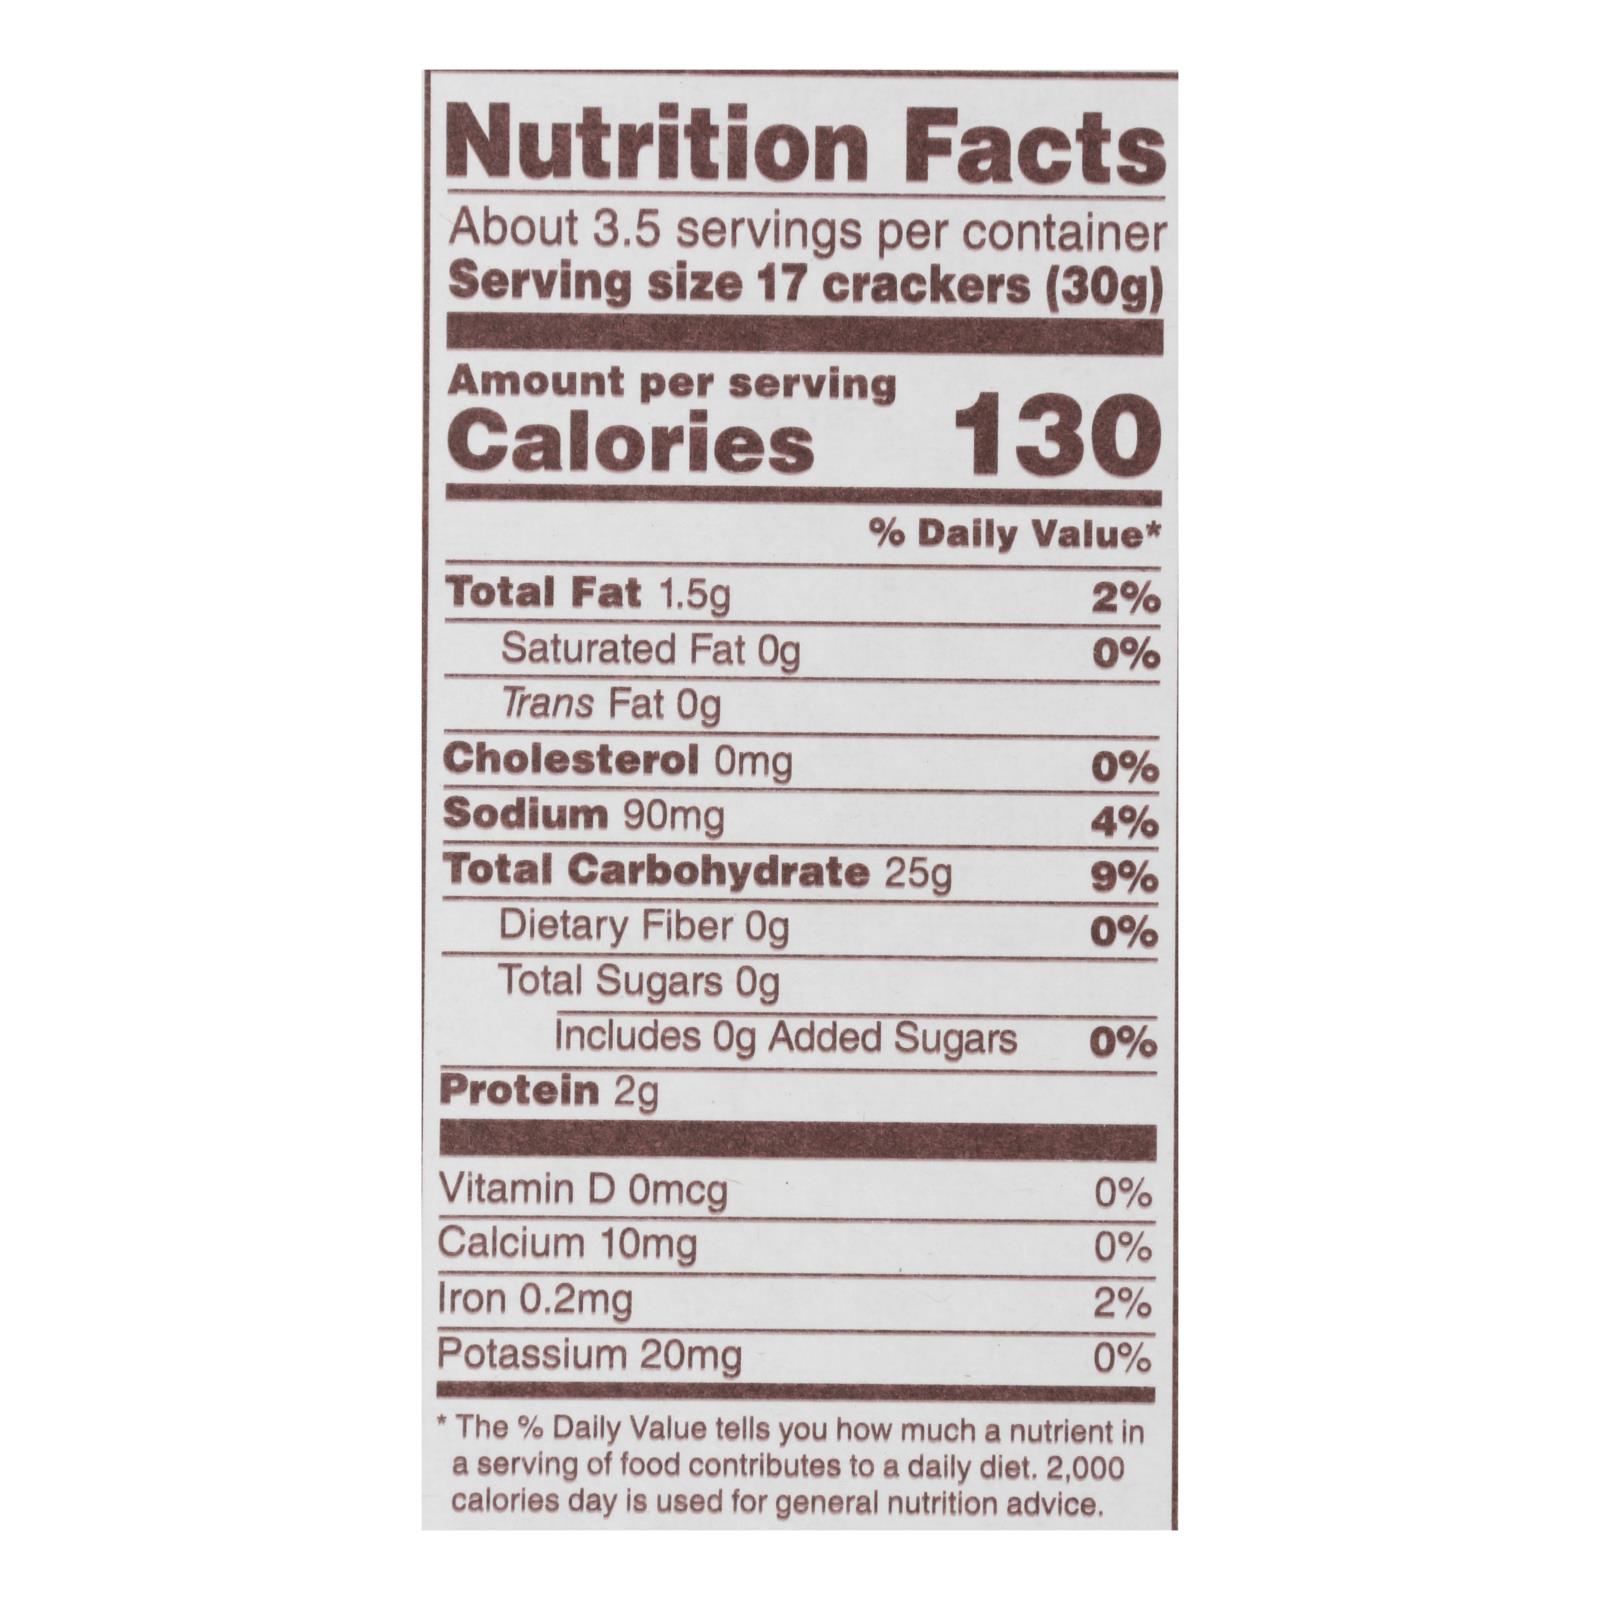 Nutrition Facts
About 3.5 servings per container
Serving size 17 crackers (30g)
Amount per serving
Calories 130
% Daily Value*
Total Fat 1.5g 2%
Saturated Fat 0g 0%
Trans Fat 0g
Cholesterol 0mg 0%
Sodium 90mg 4%
Total Carbohydrate 25g 9%
Dietary Fiber 0g 0%
Total Sugars 0g
Includes 0g Added Sugars 0%
Protein 2g
Vitamin D 0mcg 0%
Calcium 10mg 0%
Iron 0.2mg 2%
Potassium 20mg 0%
* The % Daily Value tells you how much a nutrient in
a serving of food contributes to a daily diet. 2,000
calories day is used for general nutrition advice.